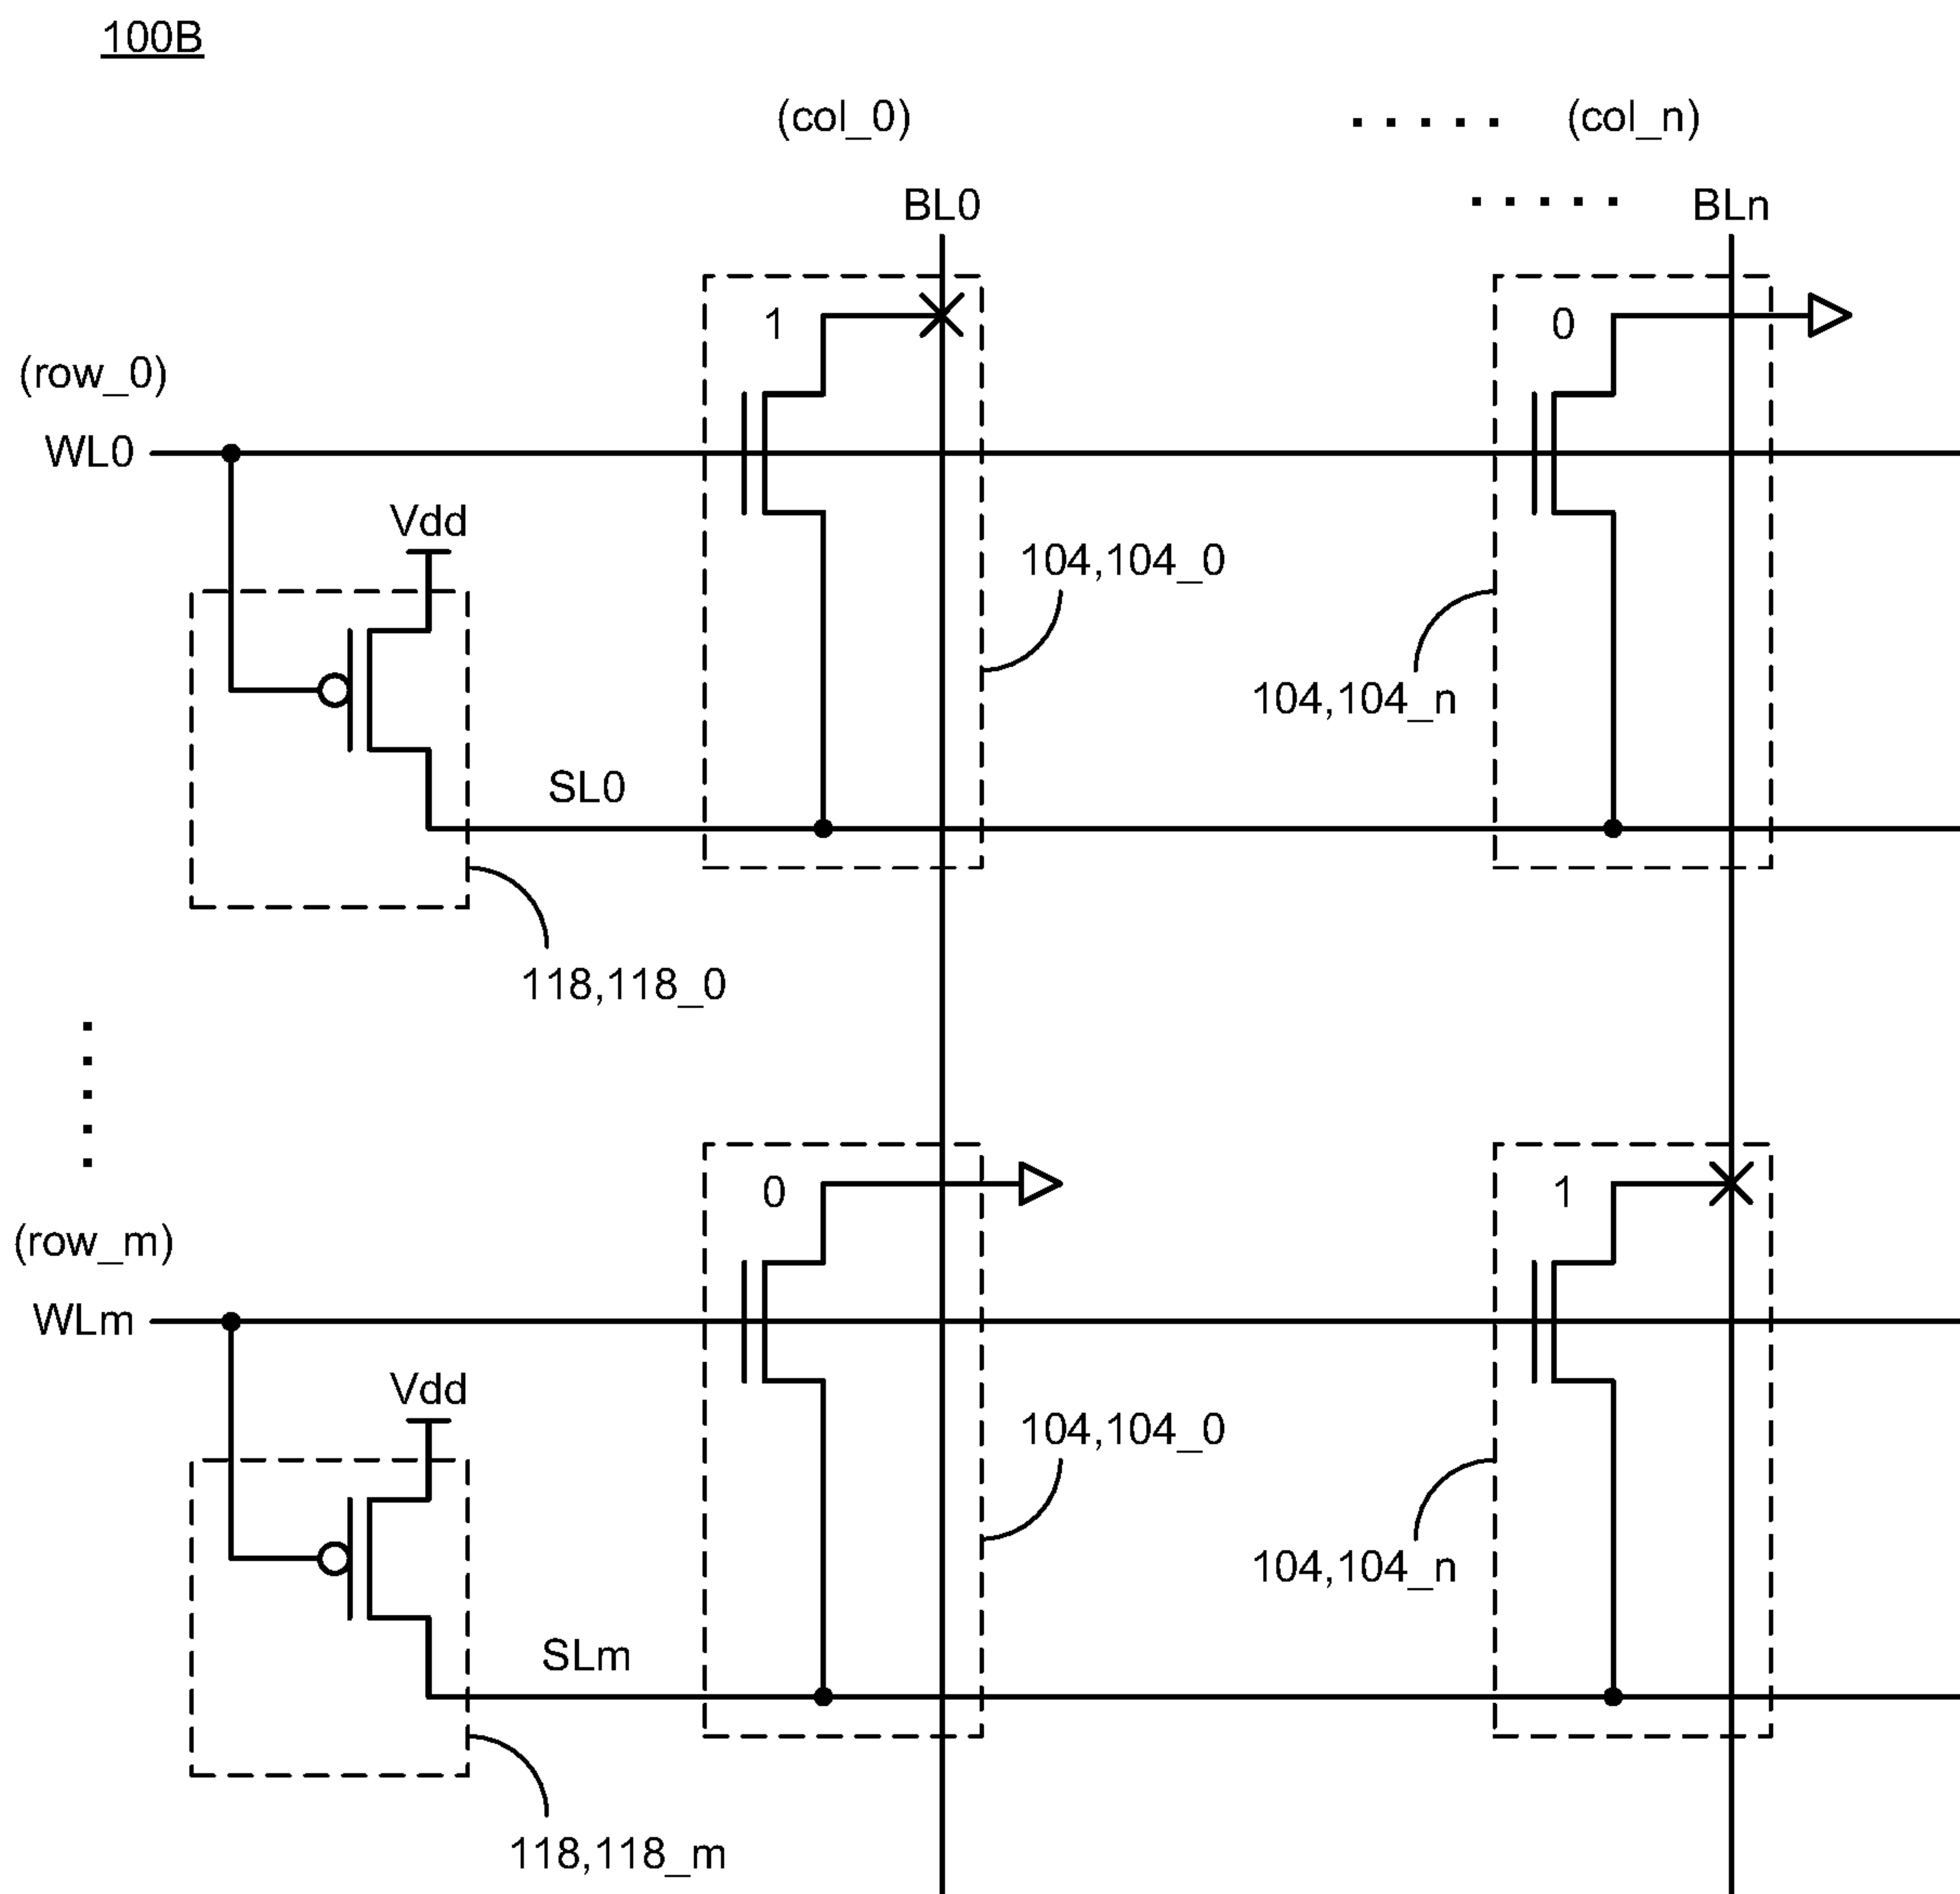 100B
(col_0) ..... (col_n)
BL0 ..... BLn
1
0
(row_0)
WL0
Vdd
104,104_0
104,104_n
SL0
118,118_0
0
1
(row_m)
WLm
Vdd
104,104_0
104,104_n
SLm
118,118_m